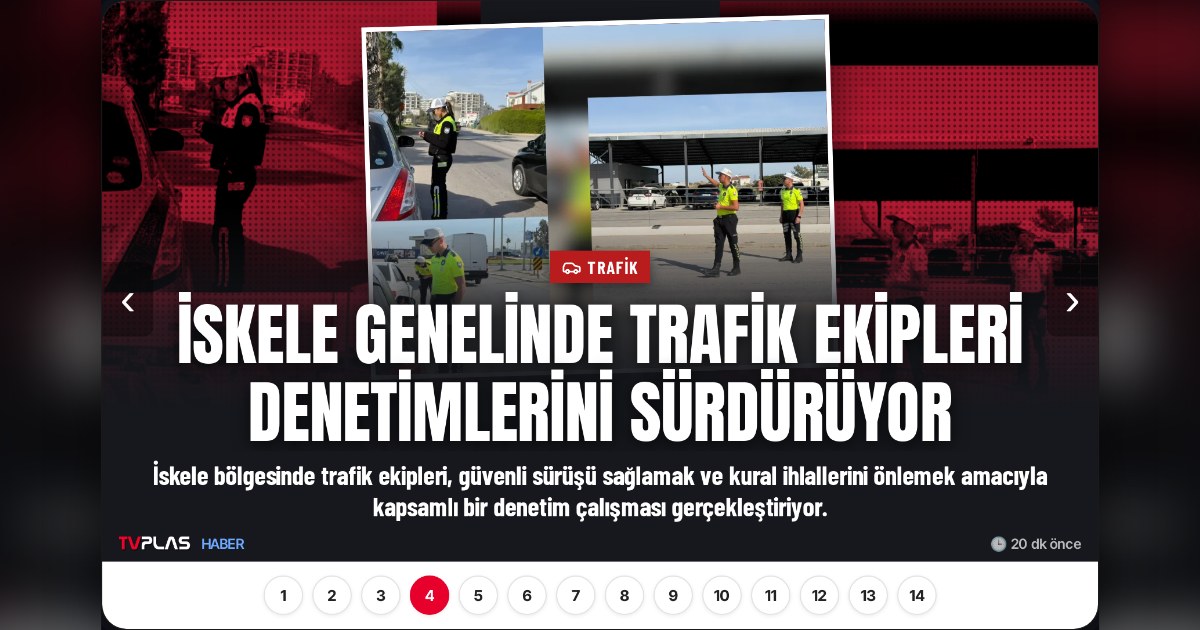 TRAFİK
İSKELE GENELİNDE TRAFİK EKİPLERİ
DENETİMLERİNİ SÜRDÜRÜYOR
İskele bölgesinde trafik ekipleri, güvenli sürüşü sağlamak ve kural ihlallerini önlemek amacıyla
kapsamlı bir denetim çalışması gerçekleştiriyor.
TVPLAS HABER
20 dk önce
1 2 3 4 5 6 7 8 9 10 11 12 13 14